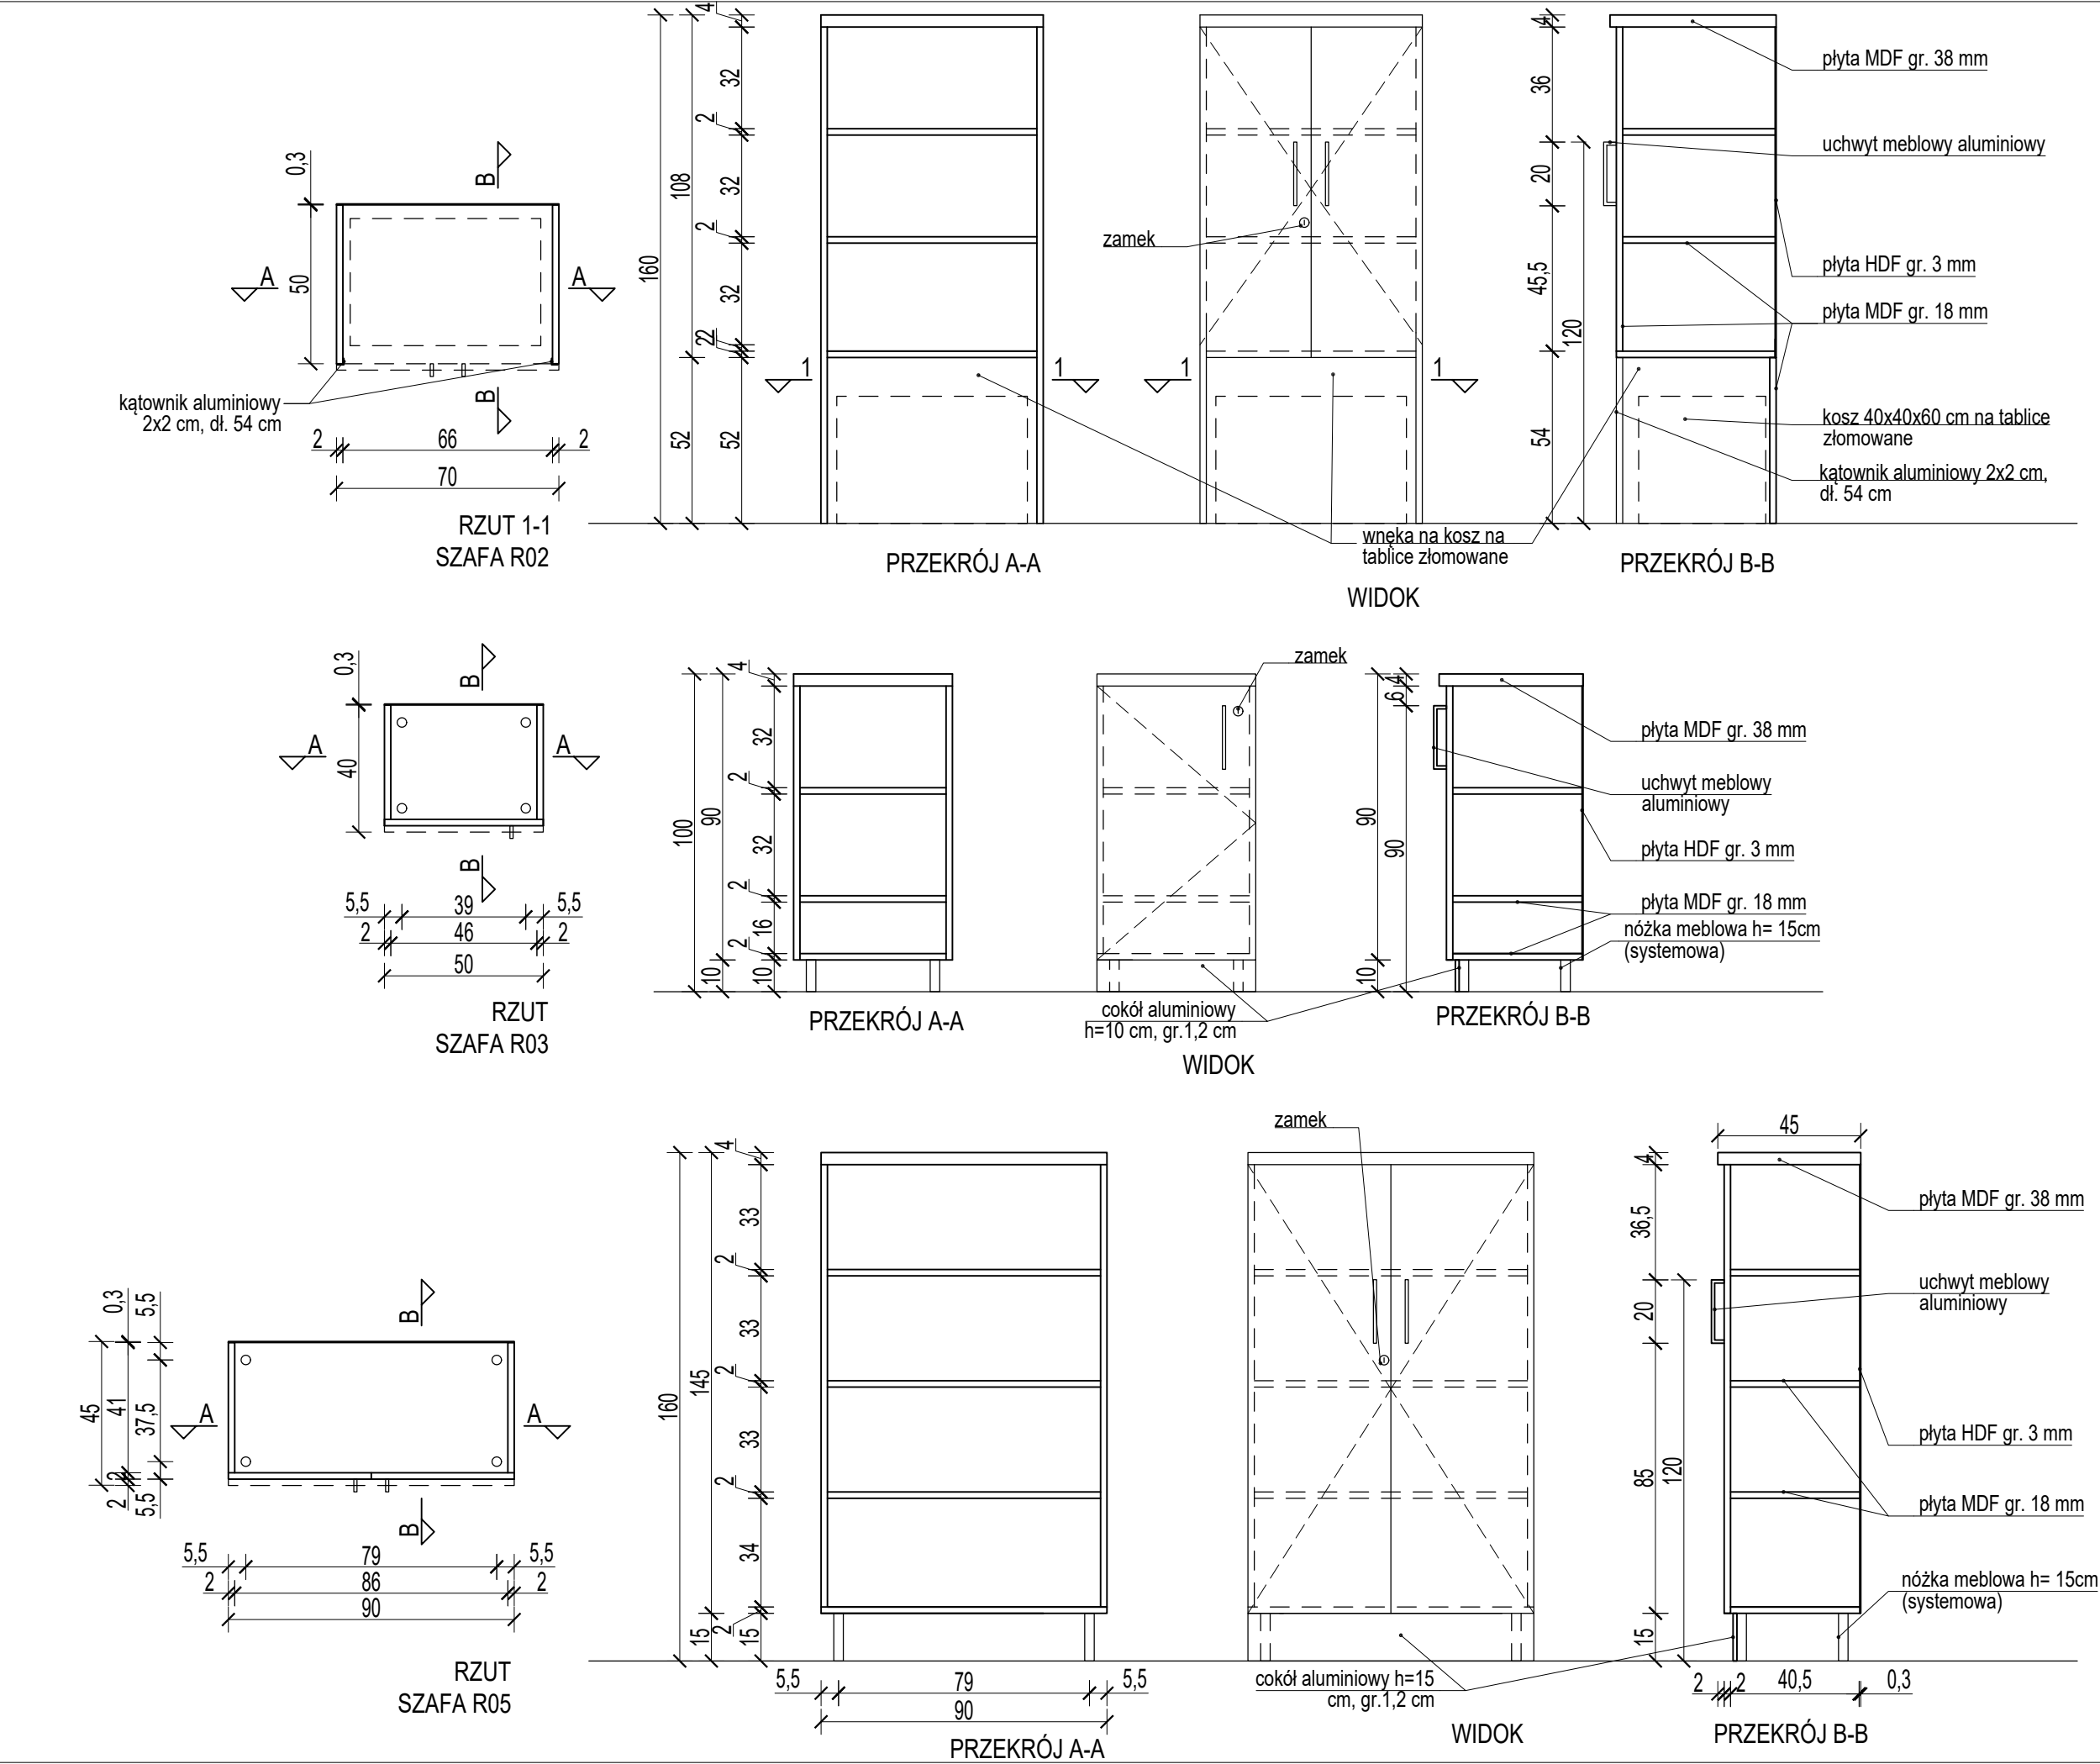 0,3
50
B
A
A
B
kątownik aluminiowy
2x2 cm, dł. 54 cm
2
66
2
70
RZUT 1-1
SZAFA R02
160
108
52
4
32
2
32
2
32
22
52
1
1
PRZEKRÓJ A-A
zamek
1
1
wnęka na kosz na
tablice złomowane
WIDOK
4
36
20
45,5
54
120
płyta MDF gr. 38 mm
uchwyt meblowy aluminiowy
płyta HDF gr. 3 mm
płyta MDF gr. 18 mm
kosz 40x40x60 cm na tablice
złomowane
kątownik aluminiowy 2x2 cm,
dł. 54 cm
PRZEKRÓJ B-B
0,3
40
B
A
A
B
5,5
39
5,5
2
46
2
50
RZUT
SZAFA R03
100
90
10
4
32
2
32
2
16
2
10
PRZEKRÓJ A-A
zamek
cokół aluminiowy
h=10 cm, gr.1,2 cm
WIDOK
90
10
4
6
90
płyta MDF gr. 38 mm
uchwyt meblowy
aluminiowy
płyta HDF gr. 3 mm
płyta MDF gr. 18 mm
nóżka meblowa h= 15cm
(systemowa)
PRZEKRÓJ B-B
45
0,3
41
2
2
5,5
37,5
5,5
B
A
A
B
5,5
79
5,5
2
86
2
90
RZUT
SZAFA R05
160
145
15
4
33
2
33
2
33
2
34
2
15
5,5
79
5,5
90
PRZEKRÓJ A-A
zamek
cokół aluminiowy h=15
cm, gr.1,2 cm
WIDOK
45
4
36,5
20
85
15
120
płyta MDF gr. 38 mm
uchwyt meblowy
aluminiowy
płyta HDF gr. 3 mm
płyta MDF gr. 18 mm
nóżka meblowa h= 15cm
(systemowa)
2
2
40,5
0,3
PRZEKRÓJ B-B